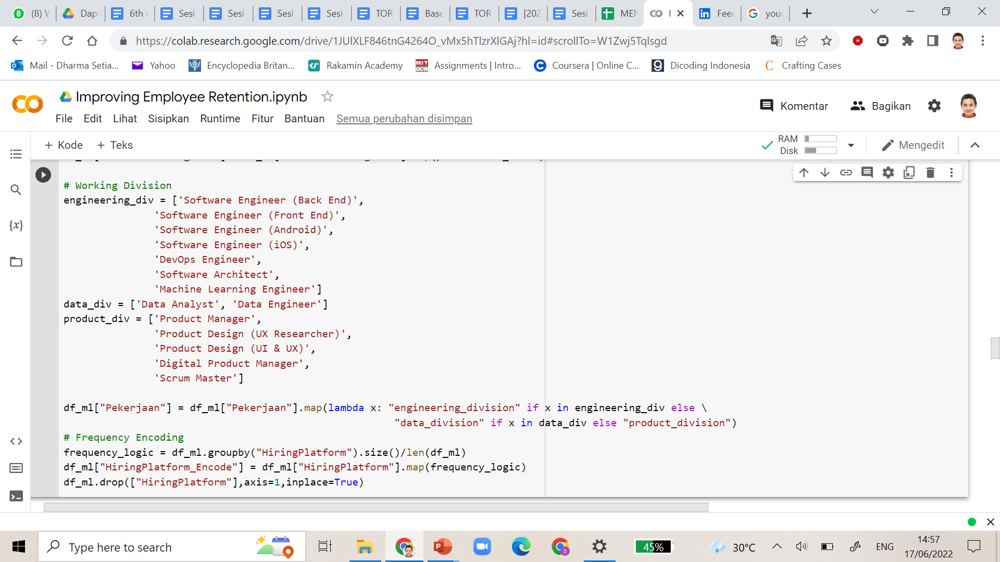 (8) W
Dap
6th
Sesi
Sesi
Sesi
Sesi
TOR
Base
TOR
[202
Sesi
MEN
I
Feec
your
https://colab.research.google.com/drive/1JUlXLF846tnG4264O_vMx5hTlzrXlGAj?hl=id#scrollTo=W1Zwj5Tqlsgd
Mail - Dharma Setia...
Yahoo
Encyclopedia Britan...
Rakamin Academy
Assignments | Intro...
Coursera | Online C...
Dicoding Indonesia
Crafting Cases
Improving Employee Retention.ipynb
Komentar
Bagikan
File Edit Lihat Sisipkan Runtime Fitur Bantuan Semua perubahan disimpan
+ Kode + Teks
RAM
Disk
Mengedit
# Working Division
engineering_div = ['Software Engineer (Back End)',
'Software Engineer (Front End)',
'Software Engineer (Android)',
'Software Engineer (iOS)',
'DevOps Engineer',
'Software Architect',
'Machine Learning Engineer']
data_div = ['Data Analyst', 'Data Engineer']
product_div = ['Product Manager',
'Product Design (UX Researcher)',
'Product Design (UI & UX)',
'Digital Product Manager',
'Scrum Master']
df_ml["Pekerjaan"] = df_ml["Pekerjaan"].map(lambda x: "engineering_division" if x in engineering_div else \
"data_division" if x in data_div else "product_division")
# Frequency Encoding
frequency_logic = df_ml.groupby("HiringPlatform").size()/len(df_ml)
df_ml["HiringPlatform_Encode"] = df_ml["HiringPlatform"].map(frequency_logic)
df_ml.drop(["HiringPlatform"],axis=1,inplace=True)
Type here to search
45%
30°C
ENG
14:57
17/06/2022